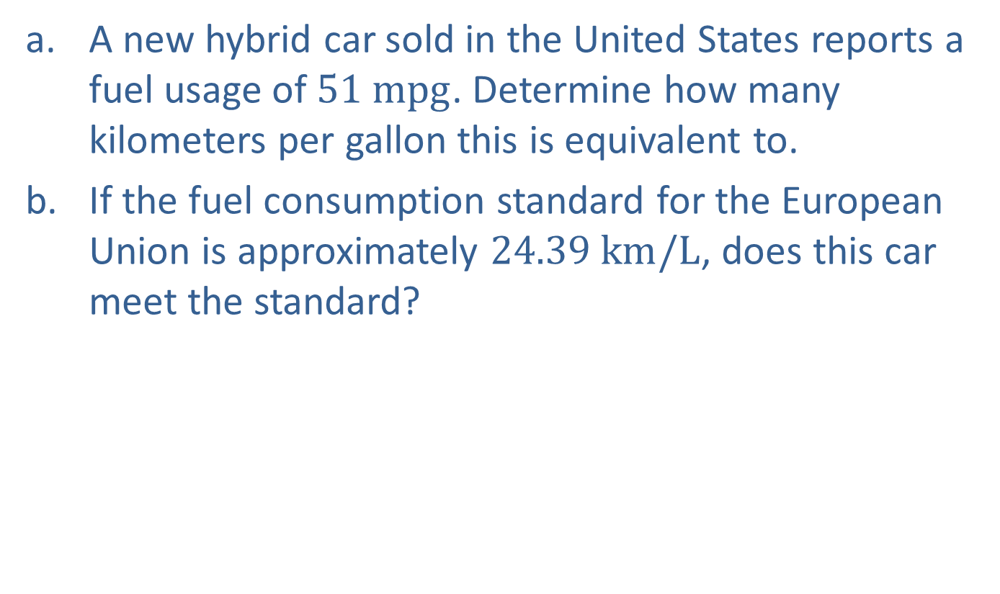 a. A new hybrid car sold in the United States reports a
fuel usage of 51 mpg. Determine how many
kilometers per gallon this is equivalent to.
b. If the fuel consumption standard for the European
Union is approximately 24.39 km/L, does this car
meet the standard?